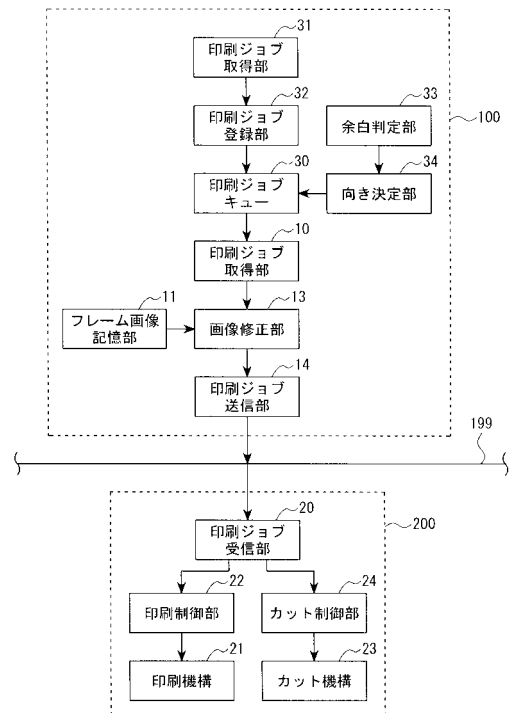 31
印刷ジョブ
取得部
32
印刷ジョブ
登録部
33
余白判定部
100
30
印刷ジョブ
キュー
34
向き決定部
10
印刷ジョブ
取得部
11
フレーム画像
記憶部
13
画像修正部
14
印刷ジョブ
送信部
199
20
印刷ジョブ
受信部
200
22
印刷制御部
24
カット制御部
21
印刷機構
23
カット機構